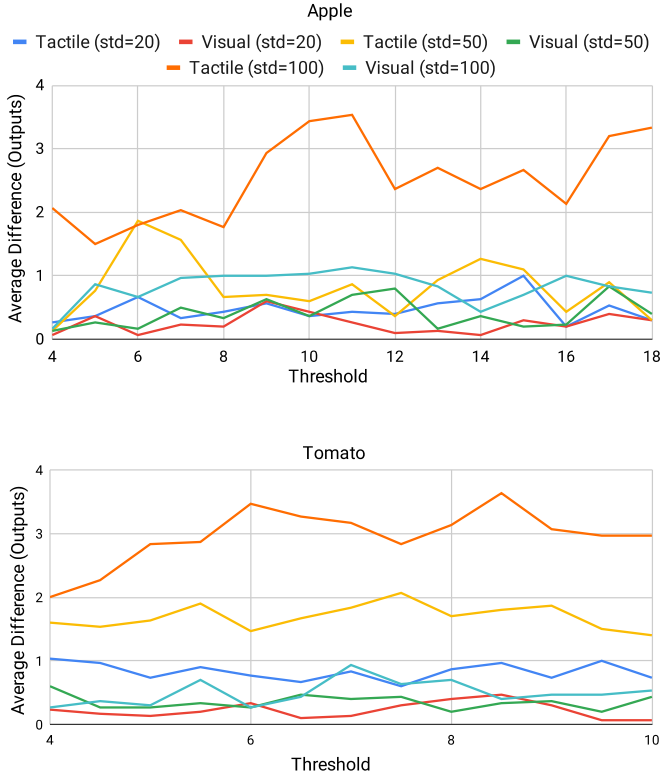 Apple
Tactile (std=20) Visual (std=20) Tactile (std=50) Visual (std=50)
Tactile (std=100) Visual (std=100)
Average Difference (Outputs)
4
3
2
1
0
4 6 8 10 12 14 16 18
Threshold
Tomato
Average Difference (Outputs)
4
3
2
1
0
4 6 8 10
Threshold